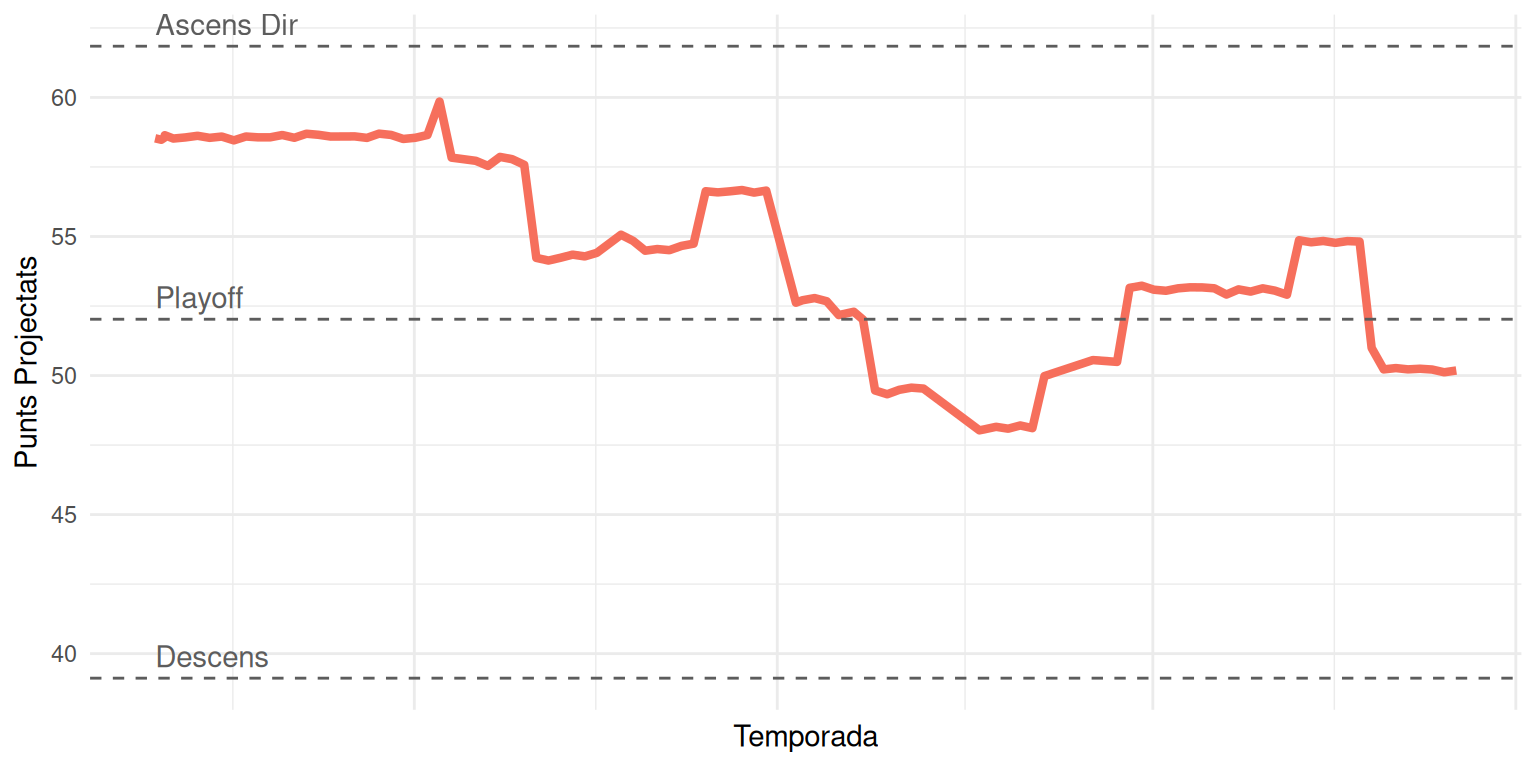 Ascens Dir
60
55
Playoff
50
45
40
Descens
Punts Projectats
Temporada